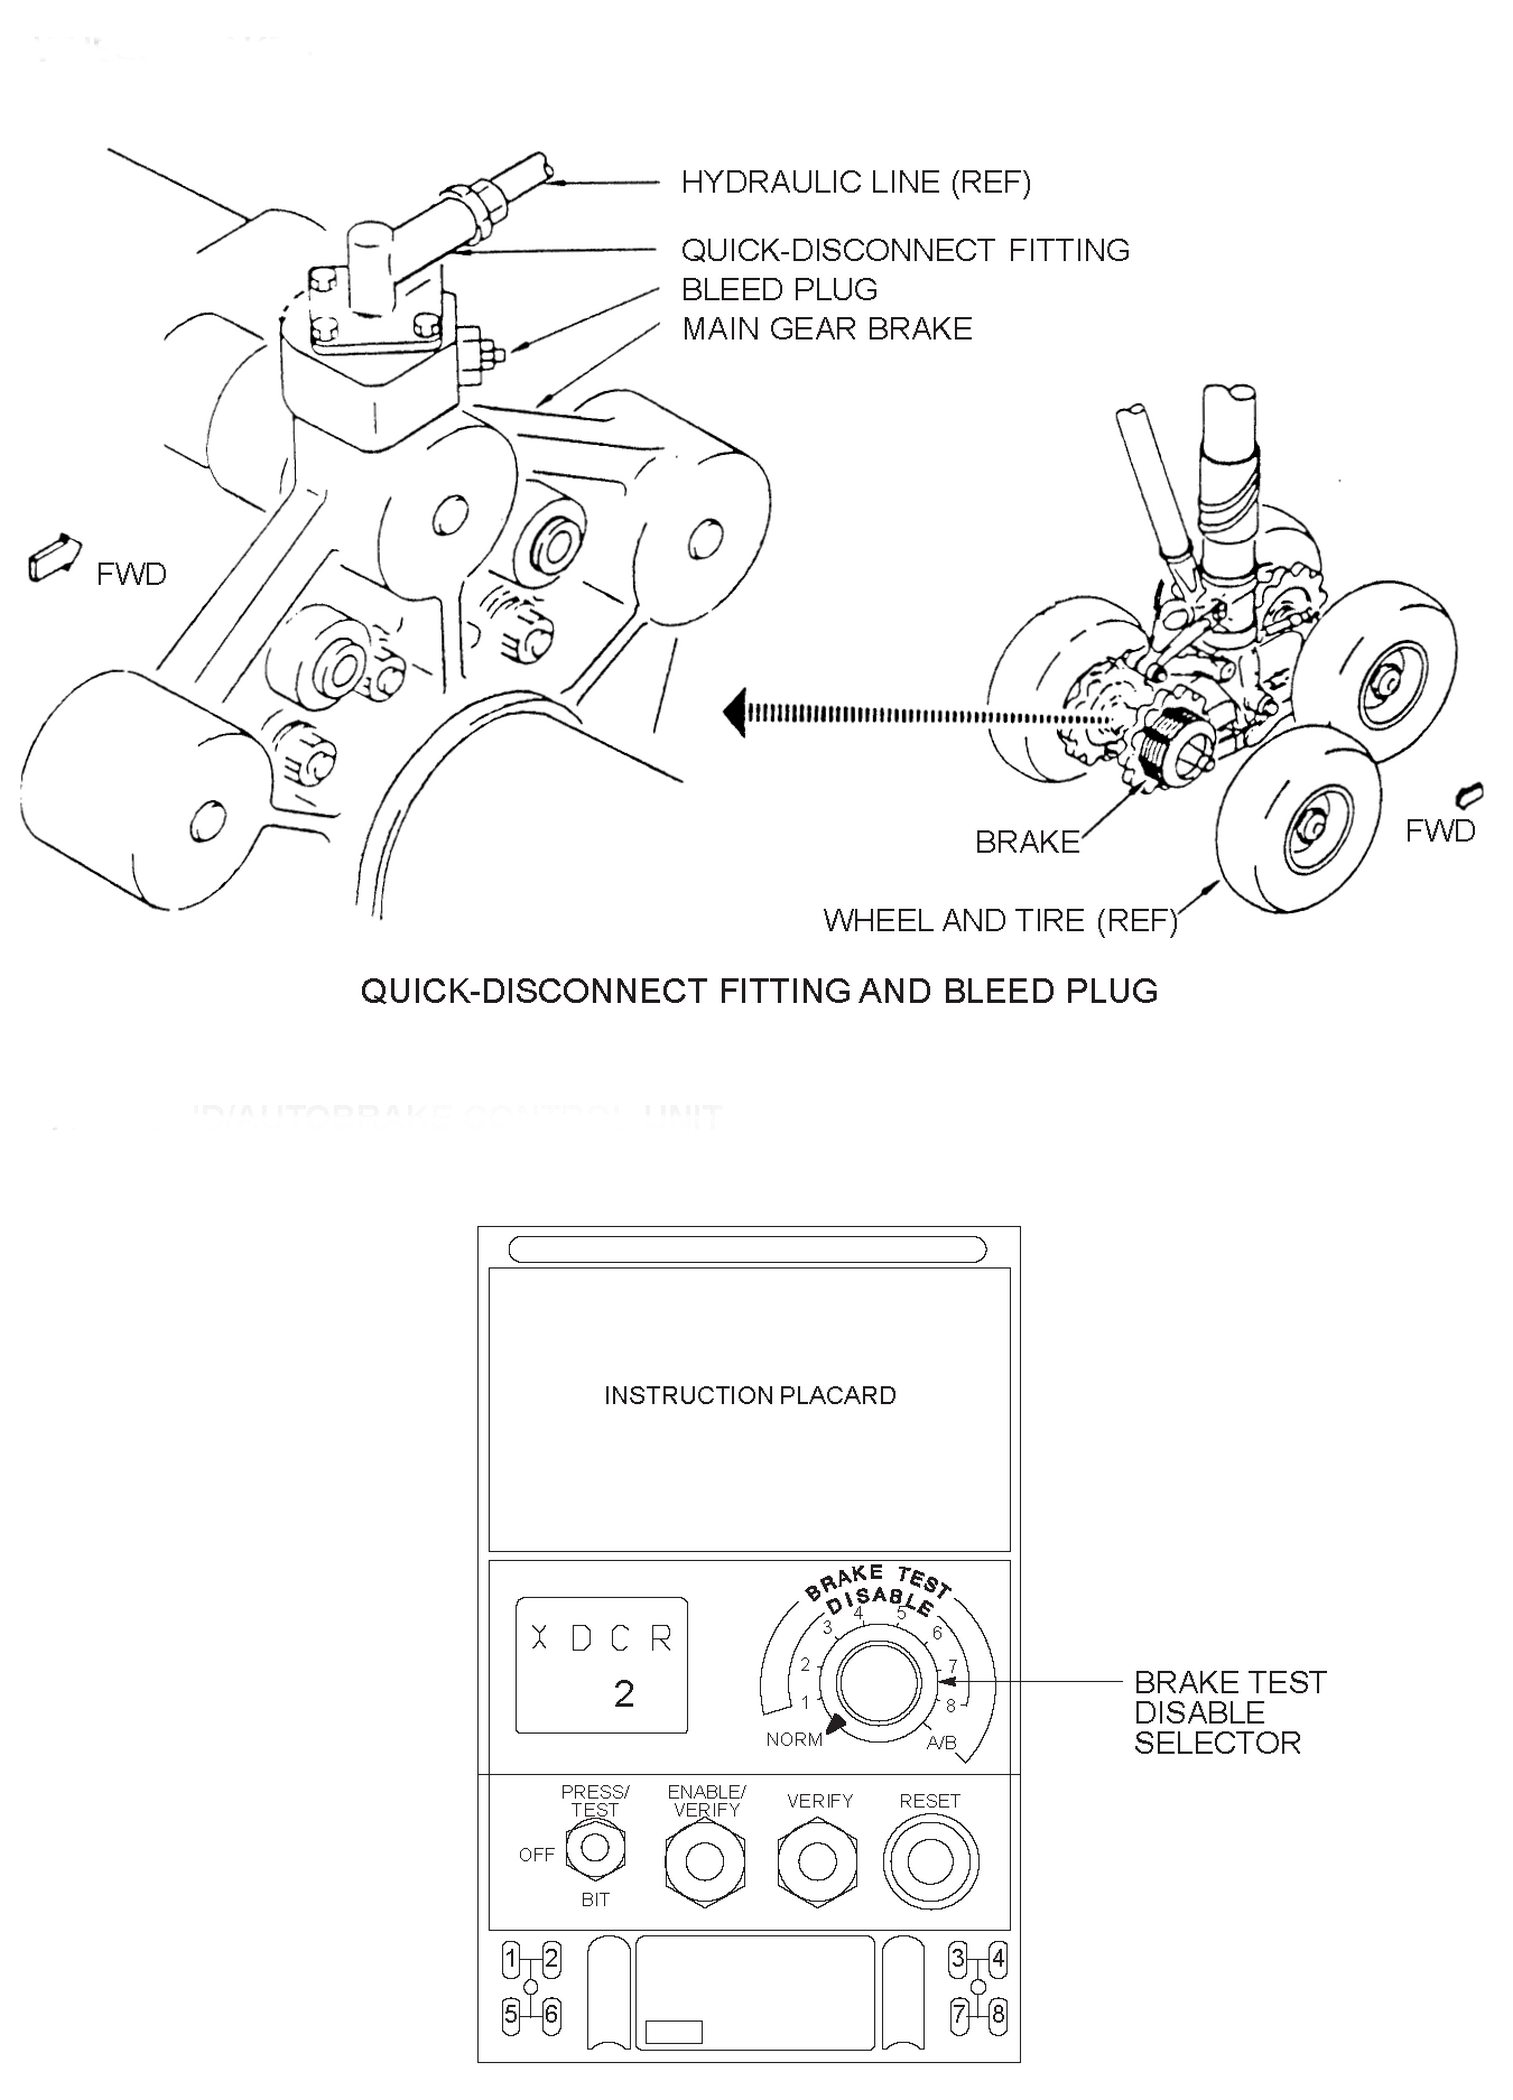 HYDRAULIC LINE (REF)
QUICK-DISCONNECT FITTING
BLEED PLUG
MAIN GEAR BRAKE
FWD
BRAKE
FWD
WHEEL AND TIRE (REF)
QUICK-DISCONNECT FITTING AND BLEED PLUG
D/AUTOBRAKE CONTROL UNIT
INSTRUCTION PLACARD
BRAKE TEST
DISABLE
X D C R
2
NORM
1
2
3
4
5
6
7
8
A/B
BRAKE TEST
DISABLE
SELECTOR
PRESS/
TEST
OFF
BIT
ENABLE/
VERIFY
VERIFY
RESET
1 2
5 6
3 4
7 8